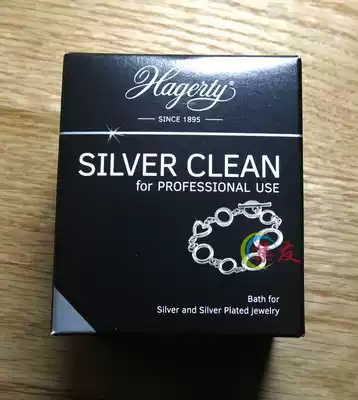 Hagerty®
SINCE 1895
SILVER CLEAN
for PROFESSIONAL USE
Bath for
Silver and Silver Plated jewelry